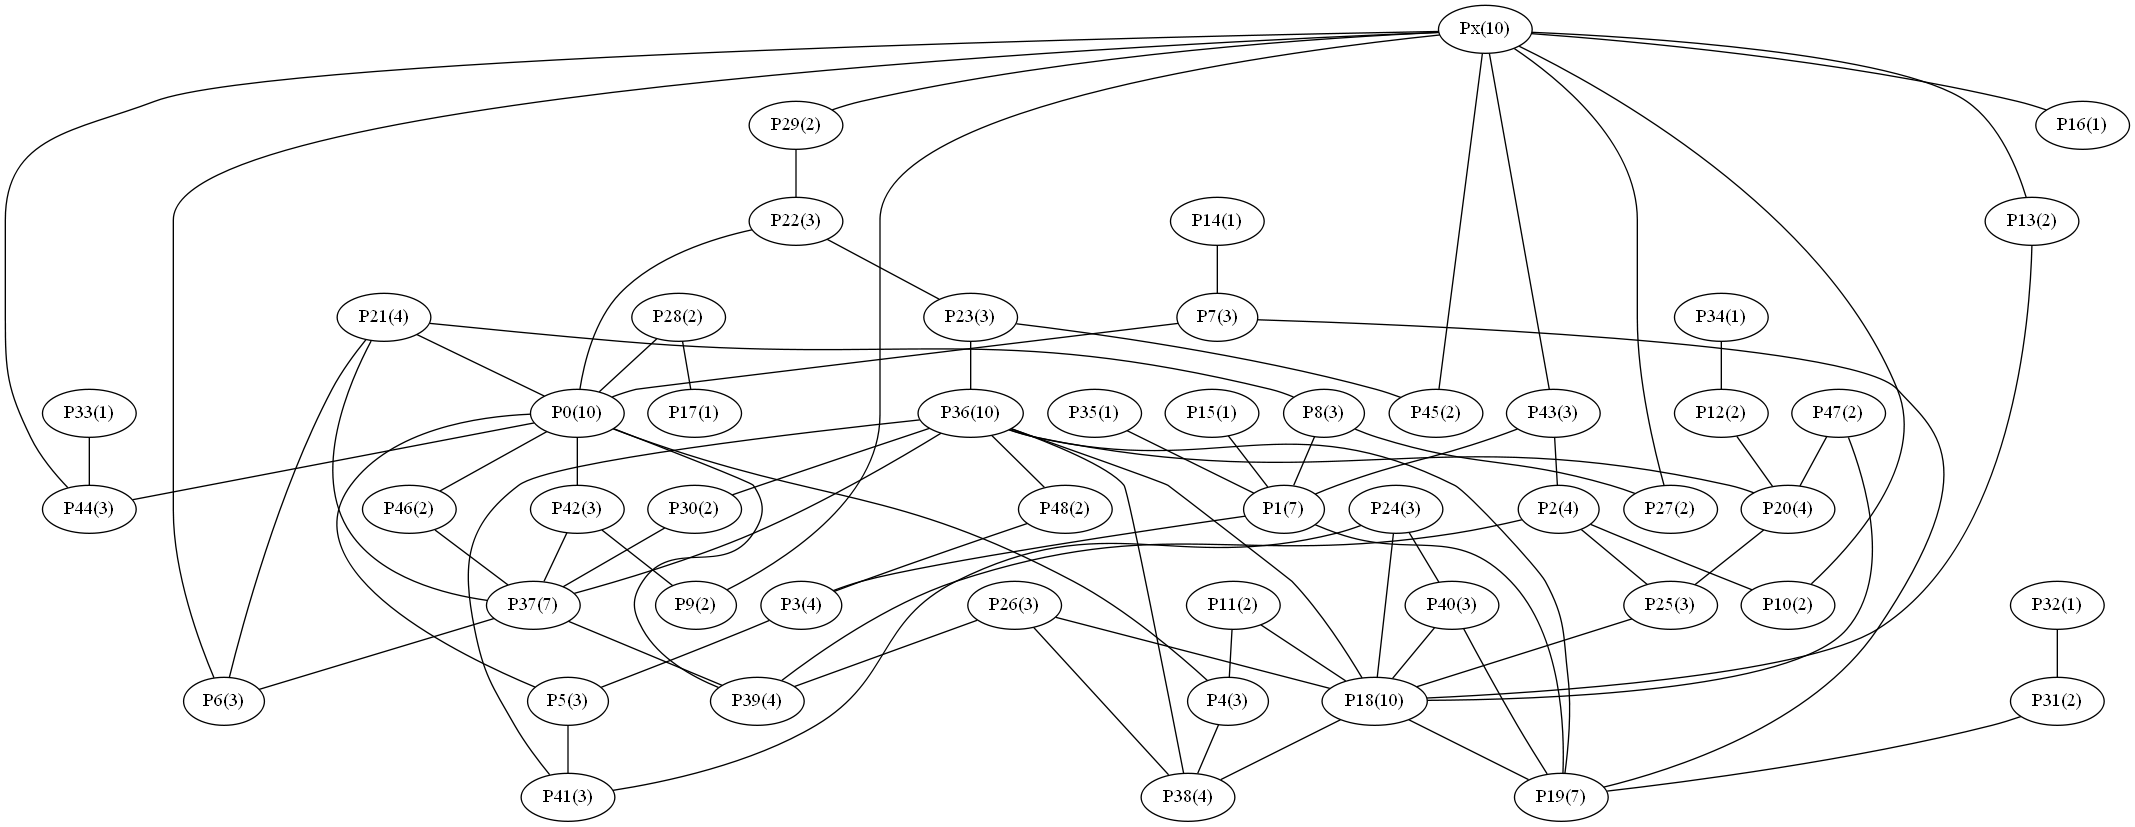 Px(10)
P29(2)
P16(1)
P22(3)
P14(1)
P13(2)
P21(4)
P28(2)
P23(3)
P7(3)
P34(1)
P33(1)
P0(10)
P17(1)
P36(10)
P35(1)
P15(1)
P8(3)
P45(2)
P43(3)
P12(2)
P47(2)
P44(3)
P46(2)
P42(3)
P30(2)
P48(2)
P1(7)
P24(3)
P2(4)
P27(2)
P20(4)
P37(7)
P9(2)
P3(4)
P26(3)
P11(2)
P40(3)
P25(3)
P10(2)
P32(1)
P6(3)
P5(3)
P39(4)
P4(3)
P18(10)
P31(2)
P41(3)
P38(4)
P19(7)